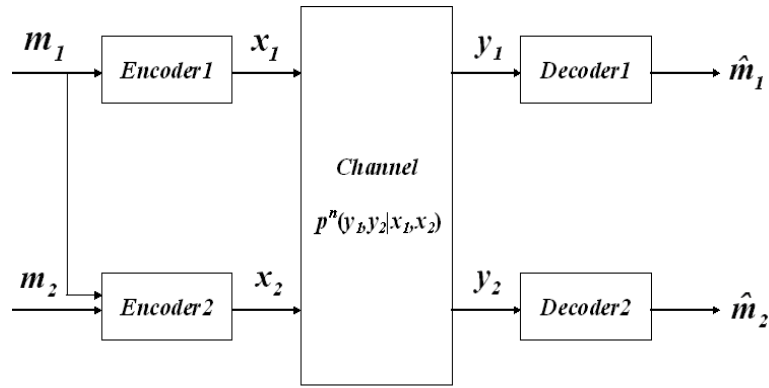 m₁ x₁ y₁ m̂₁
Encoder1 Decoder1
Channel
pⁿ(y₁,y₂|x₁,x₂)
m₂ x₂ y₂ m̂₂
Encoder2 Decoder2